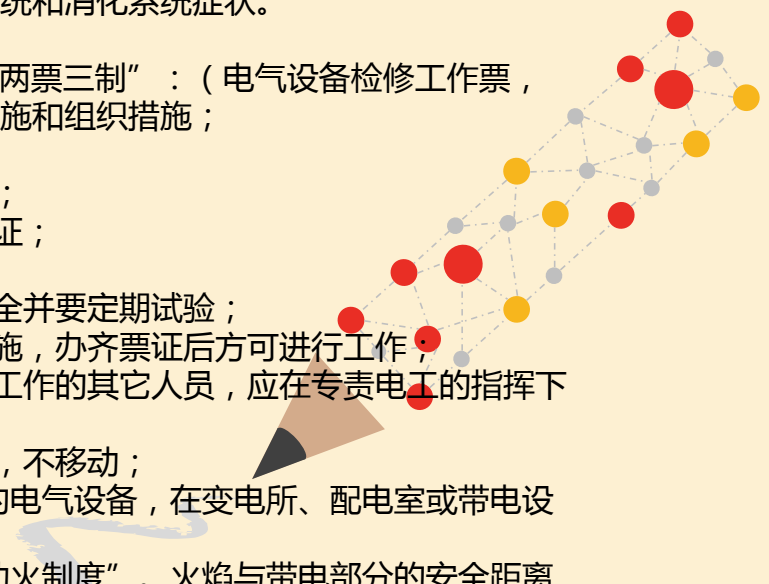 统和消化系统症状。
两票三制” ：( 电气设备检修工作票，
施和组织措施；
；
证；
全并要定期试验；
施，办齐票证后方可进行工作；
工作的其它人员，应在专责电工的指挥下
，不移动；
的电气设备，在变电所、配电室或带电设
动火制度”，火焰与带电部分的安全距离